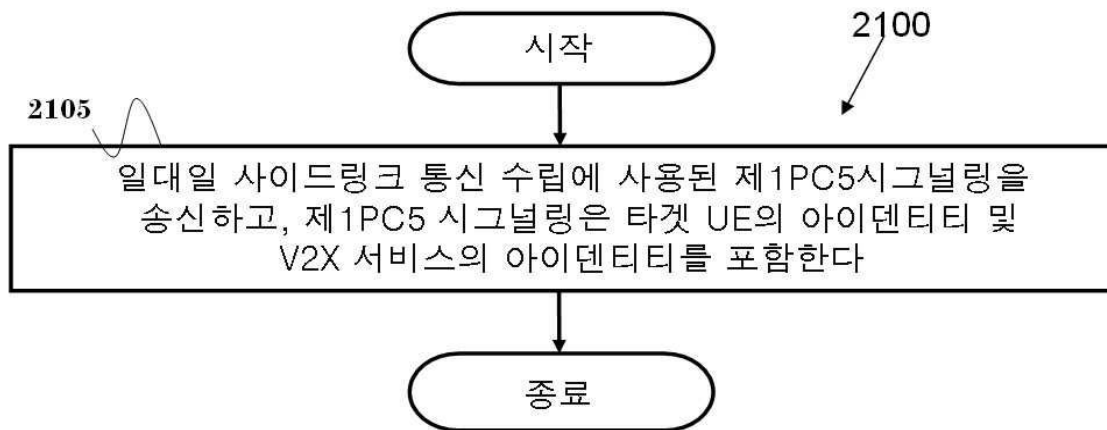 시작
2100
2105
일대일 사이드링크 통신 수립에 사용된 제1PC5시그널링을
송신하고, 제1PC5 시그널링은 타겟 UE의 아이덴티티 및
V2X 서비스의 아이덴티티를 포함한다
종료